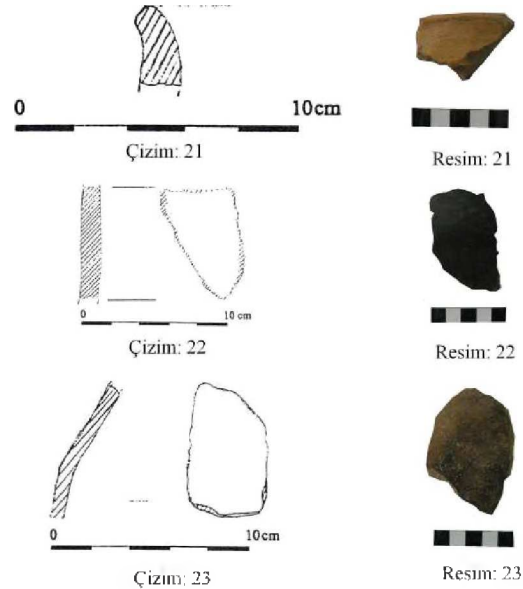 0 10cm
Çizim: 21
Resim: 21
0 10 cm
Çizim: 22
Resim: 22
0 10cm
Çizim: 23
Resim: 23